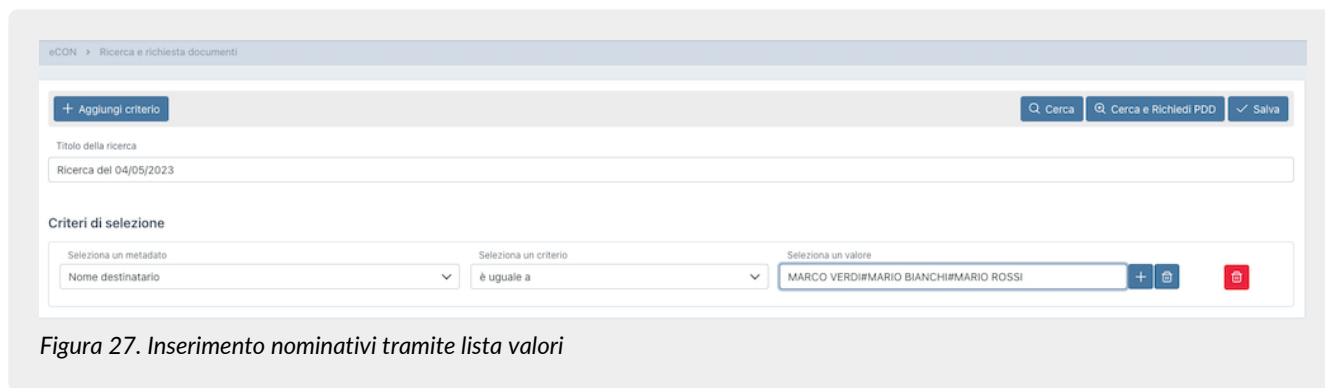 eCON > Ricerca e richiesta documenti
+ Aggiungi criterio Cerca Cerca e Richiedi PDD Salva
Titolo della ricerca
Ricerca del 04/05/2023
Criteri di selezione
Seleziona un metadato Seleziona un criterio Seleziona un valore
Nome destinatario è uguale a MARCO VERDI#MARIO BIANCHI#MARIO ROSSI +
Figura 27. Inserimento nominativi tramite lista valori